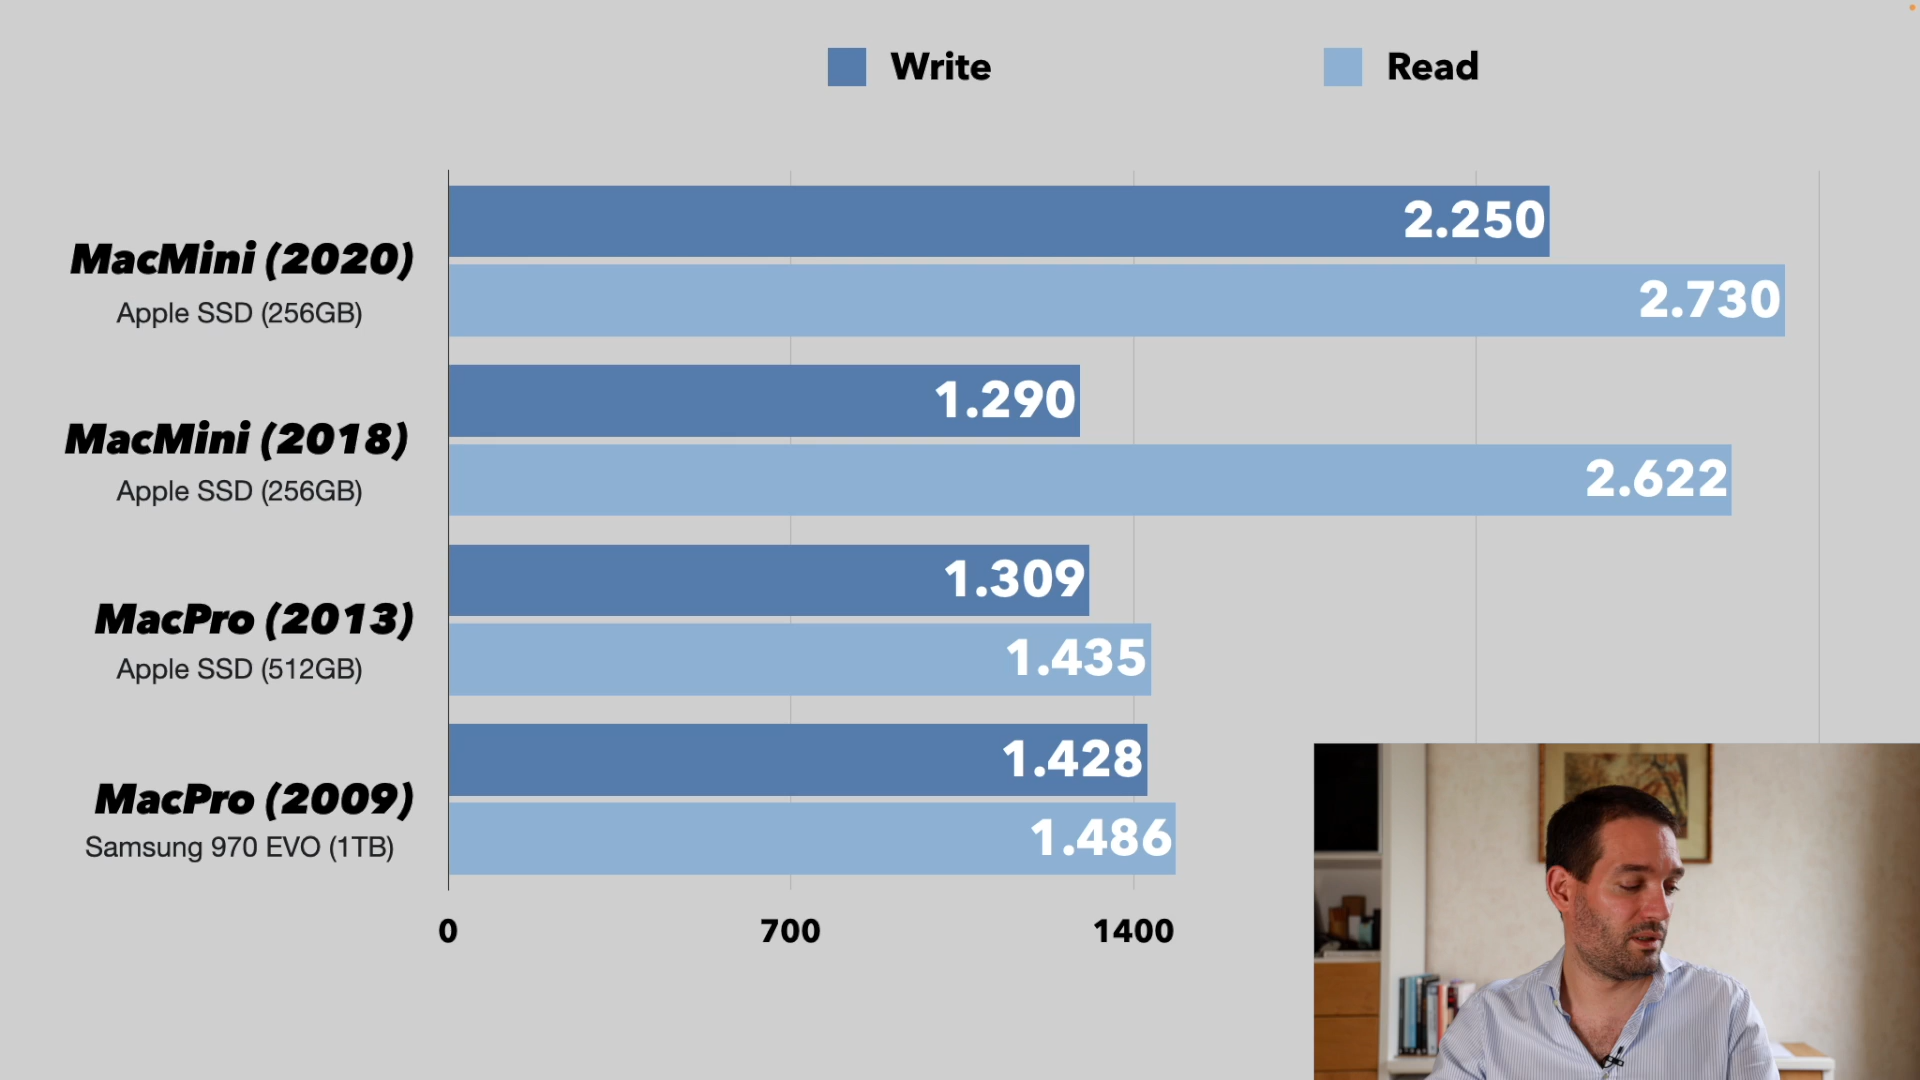 Write
Read
MacMini (2020)
Apple SSD (256GB)
2.250
2.730
MacMini (2018)
Apple SSD (256GB)
1.290
2.622
MacPro (2013)
Apple SSD (512GB)
1.309
1.435
MacPro (2009)
Samsung 970 EVO (1TB)
1.428
1.486
0
700
1400